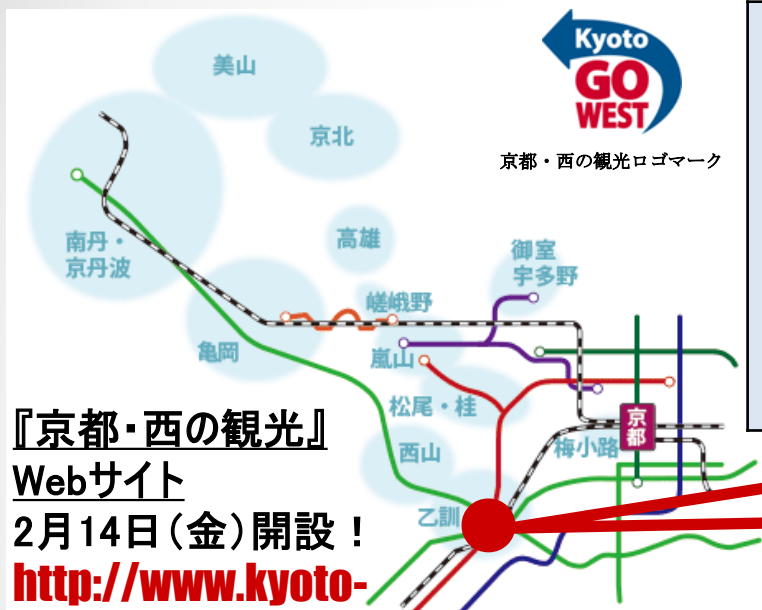 Kyoto
GO
WEST
京都・西の観光ロゴマーク
美山
京北
高雄
南丹・
京丹波
御室
宇多野
嵯峨野
亀岡
嵐山
松尾・桂
京都
梅小路
西山
乙訓
『京都・西の観光』
Webサイト
2月14日（金）開設！
http://www.kyoto-